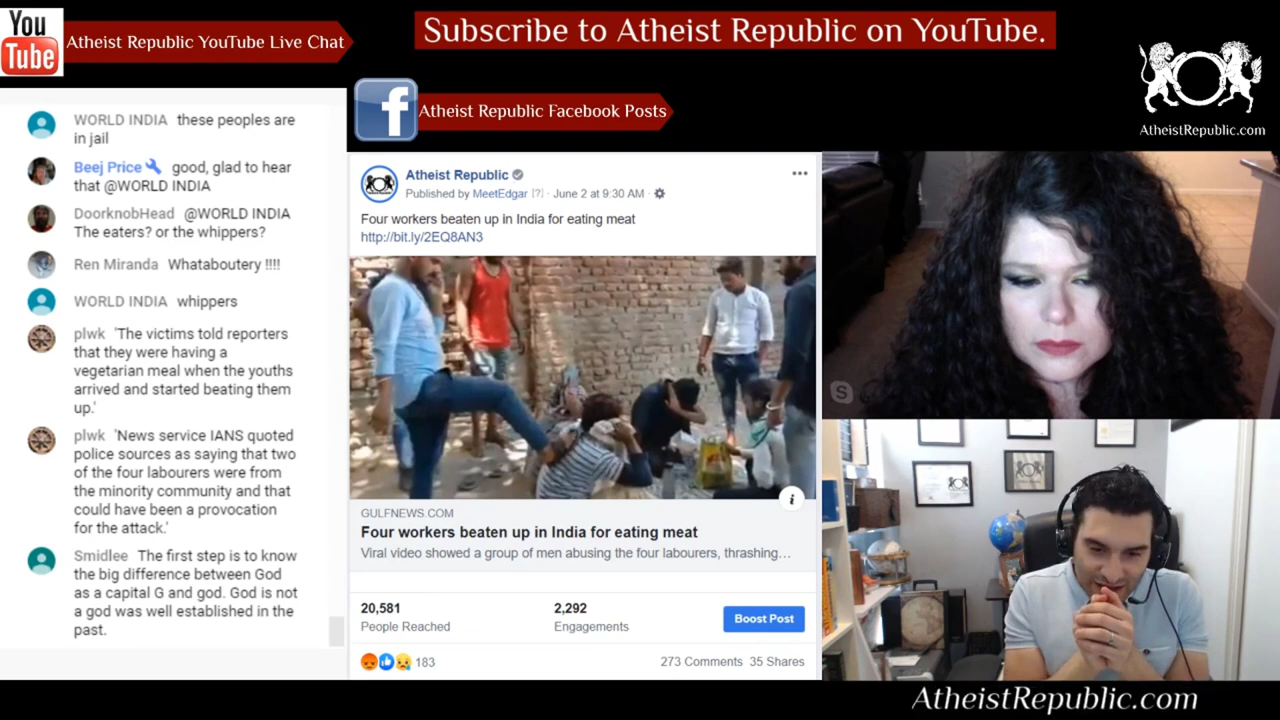 You
Tube
Atheist Republic YouTube Live Chat
Subscribe to Atheist Republic on YouTube.
AtheistRepublic.com
f
Atheist Republic Facebook Posts
WORLD INDIA these peoples are
in jail
Beej Price good, glad to hear
that @WORLD INDIA
DoorknobHead @WORLD INDIA
The eaters? or the whippers?
Ren Miranda Whataboutery !!!!
WORLD INDIA whippers
plwk 'The victims told reporters
that they were having a
vegetarian meal when the youths
arrived and started beating them
up.'
plwk 'News service IANS quoted
police sources as saying that two
of the four labourers were from
the minority community and that
could have been a provocation
for the attack.'
Smidlee The first step is to know
the big difference between God
as a capital G and god. God is not
a god was well established in the
past.
Atheist Republic
Published by MeetEdgar [?] · June 2 at 9:30 AM ·
Four workers beaten up in India for eating meat
http://bit.ly/2EQ8AN3
i
GULFNEWS.COM
Four workers beaten up in India for eating meat
Viral video showed a group of men abusing the four labourers, thrashing...
20,581
People Reached
2,292
Engagements
Boost Post
183
273 Comments 35 Shares
S
AtheistRepublic.com